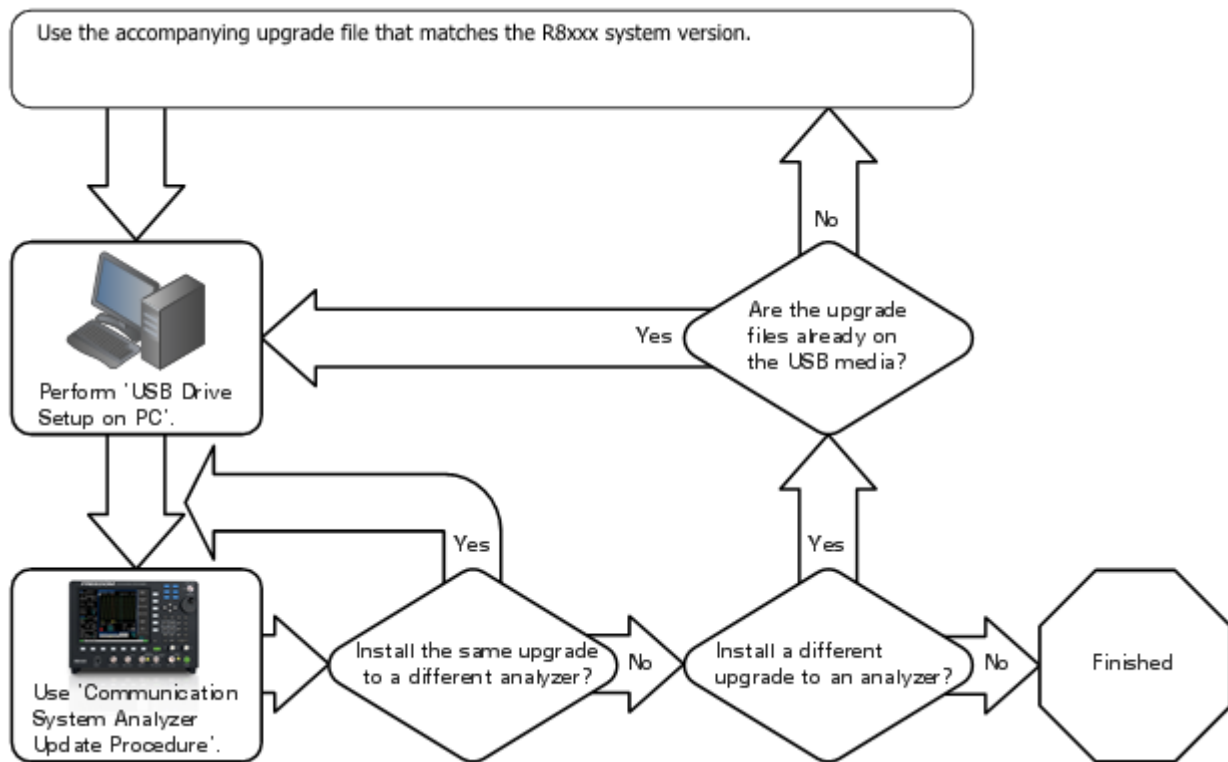 Use the accompanying upgrade file that matches the R8xxx system version.
No
Are the upgrade
files already on
the USB media?
Yes
Perform 'USB Drive
Setup on PC'.
Yes
Yes
Install the same upgrade
to a different analyzer?
No
Install a different
upgrade to an analyzer?
No
Finished
Use 'Communication
System Analyzer
Update Procedure'.